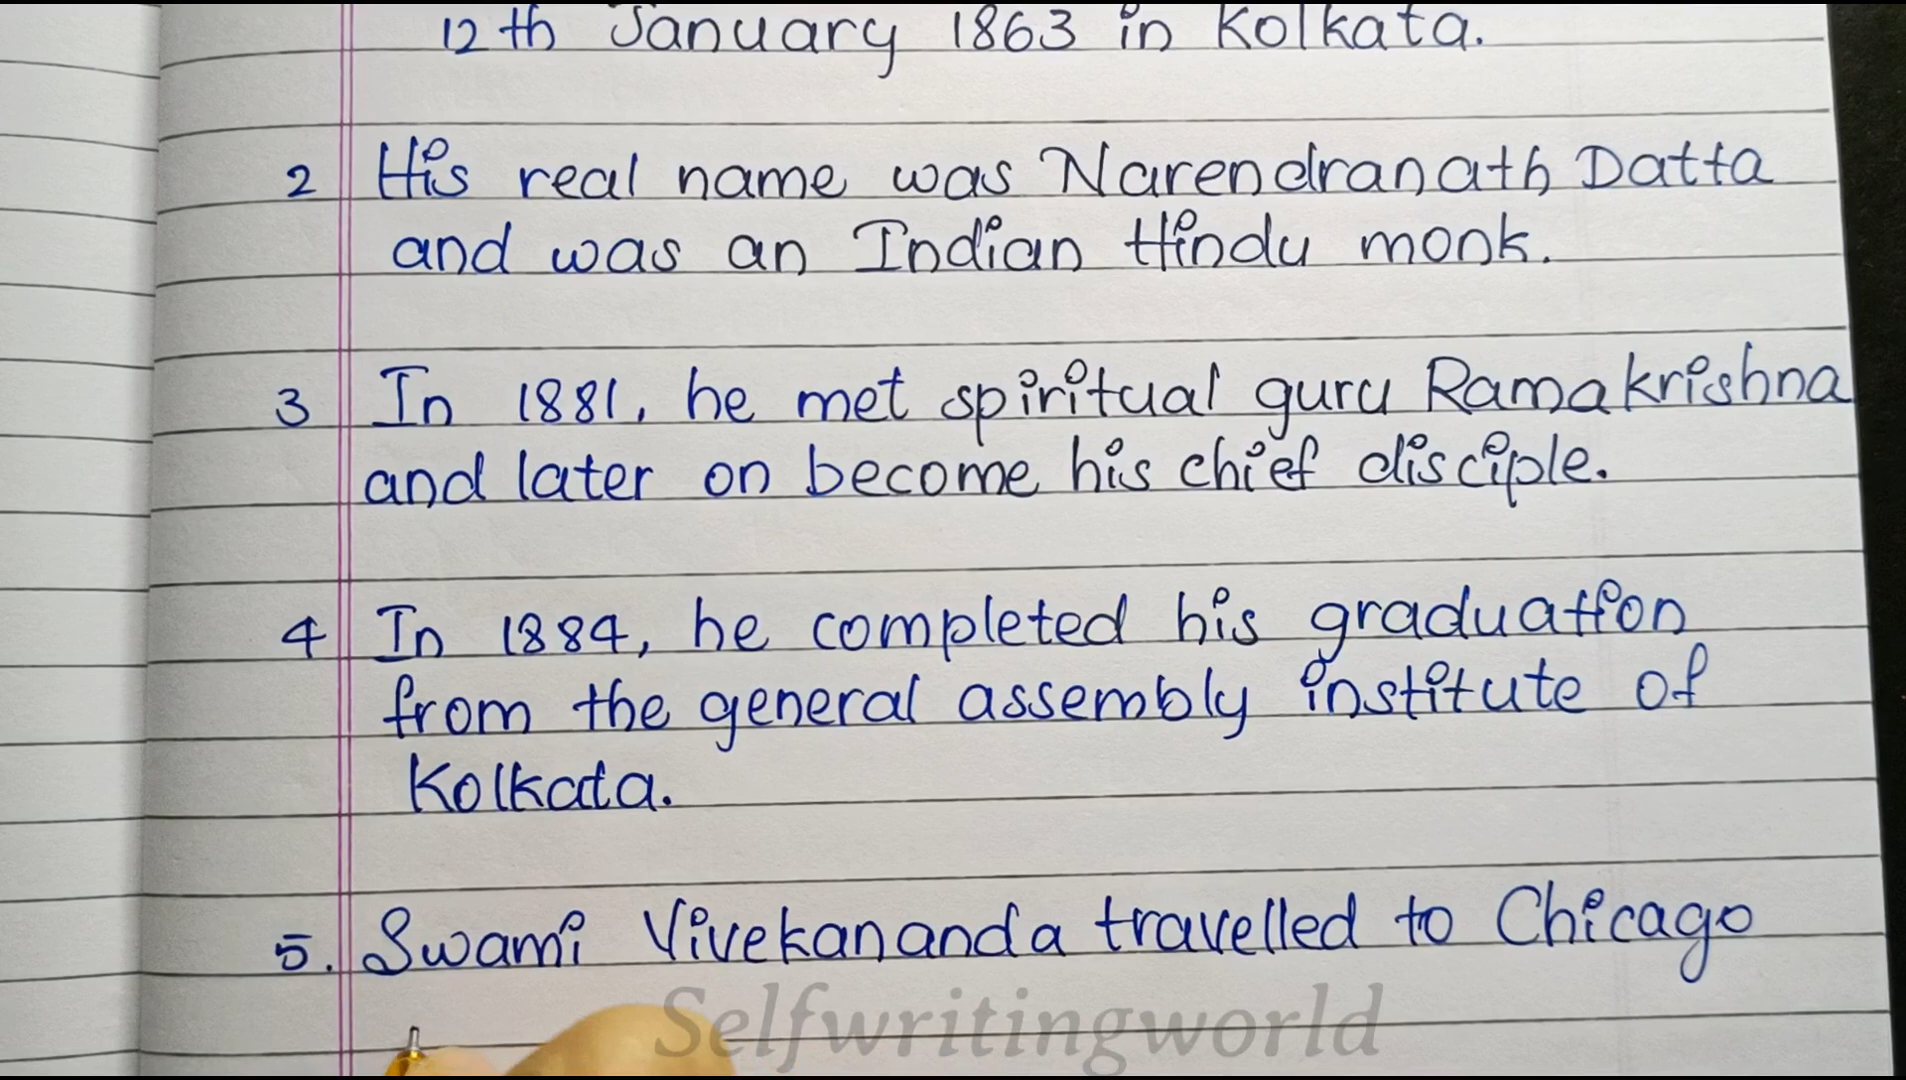 12th January 1863 in Kolkata.
2 His real name was Narendranath Datta
and was an Indian Hindu monk.
3 In 1881, he met spiritual guru Ramakrishna
and later on become his chief disciple.
4 In 1884, he completed his graduation
from the general assembly institute of
Kolkata.
5. Swami Vivekananda travelled to Chicago
Selfwritingworld